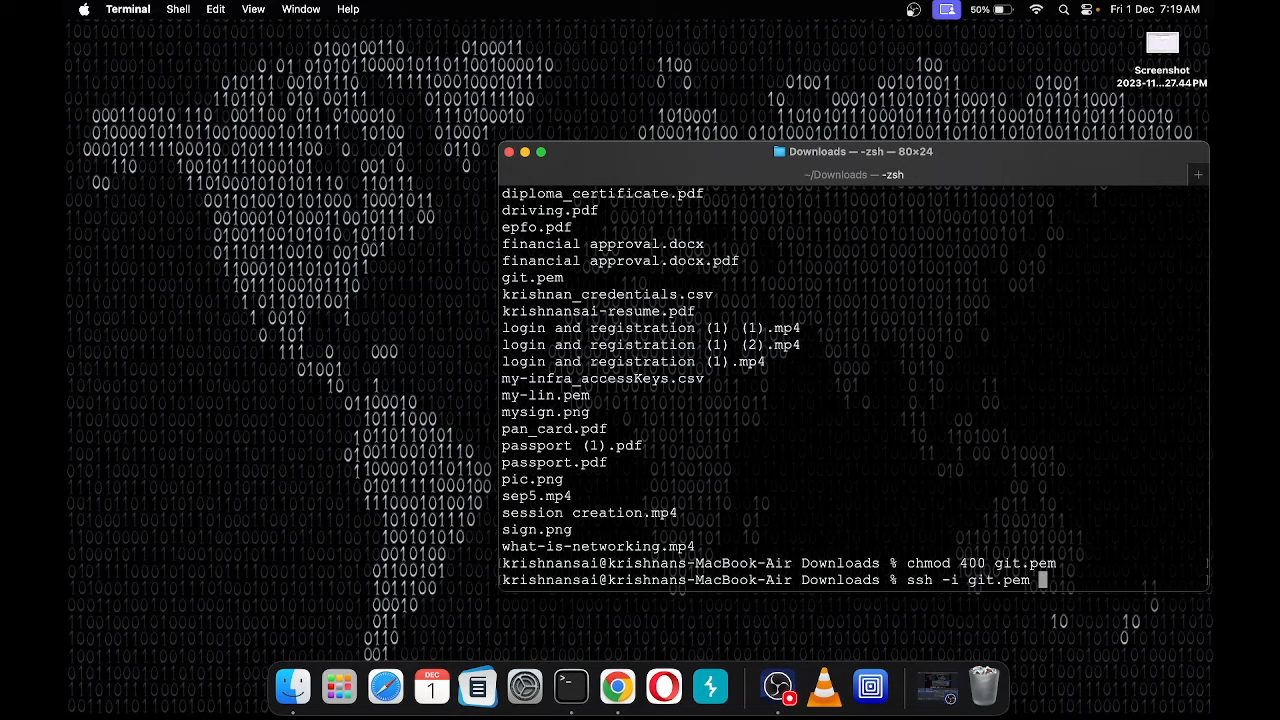 Terminal Shell Edit View Window Help 50% Fri 1 Dec 7:19 AM
Screenshot
2023-11...27.44 PM
Downloads — -zsh — 80×24
~/Downloads — -zsh
diploma_certificate.pdf
driving.pdf
epfo.pdf
financial approval.docx
financial approval.docx.pdf
git.pem
krishnan_credentials.csv
krishnansai-resume.pdf
login and registration (1) (1).mp4
login and registration (1) (2).mp4
login and registration (1).mp4
my-infra_accessKeys.csv
my-lin.pem
mysign.png
pan_card.pdf
passport (1).pdf
passport.pdf
pic.png
sep5.mp4
session creation.mp4
sign.png
what-is-networking.mp4
krishnansai@krishnans-MacBook-Air Downloads % chmod 400 git.pem
krishnansai@krishnans-MacBook-Air Downloads % ssh -i git.pem
DEC
1